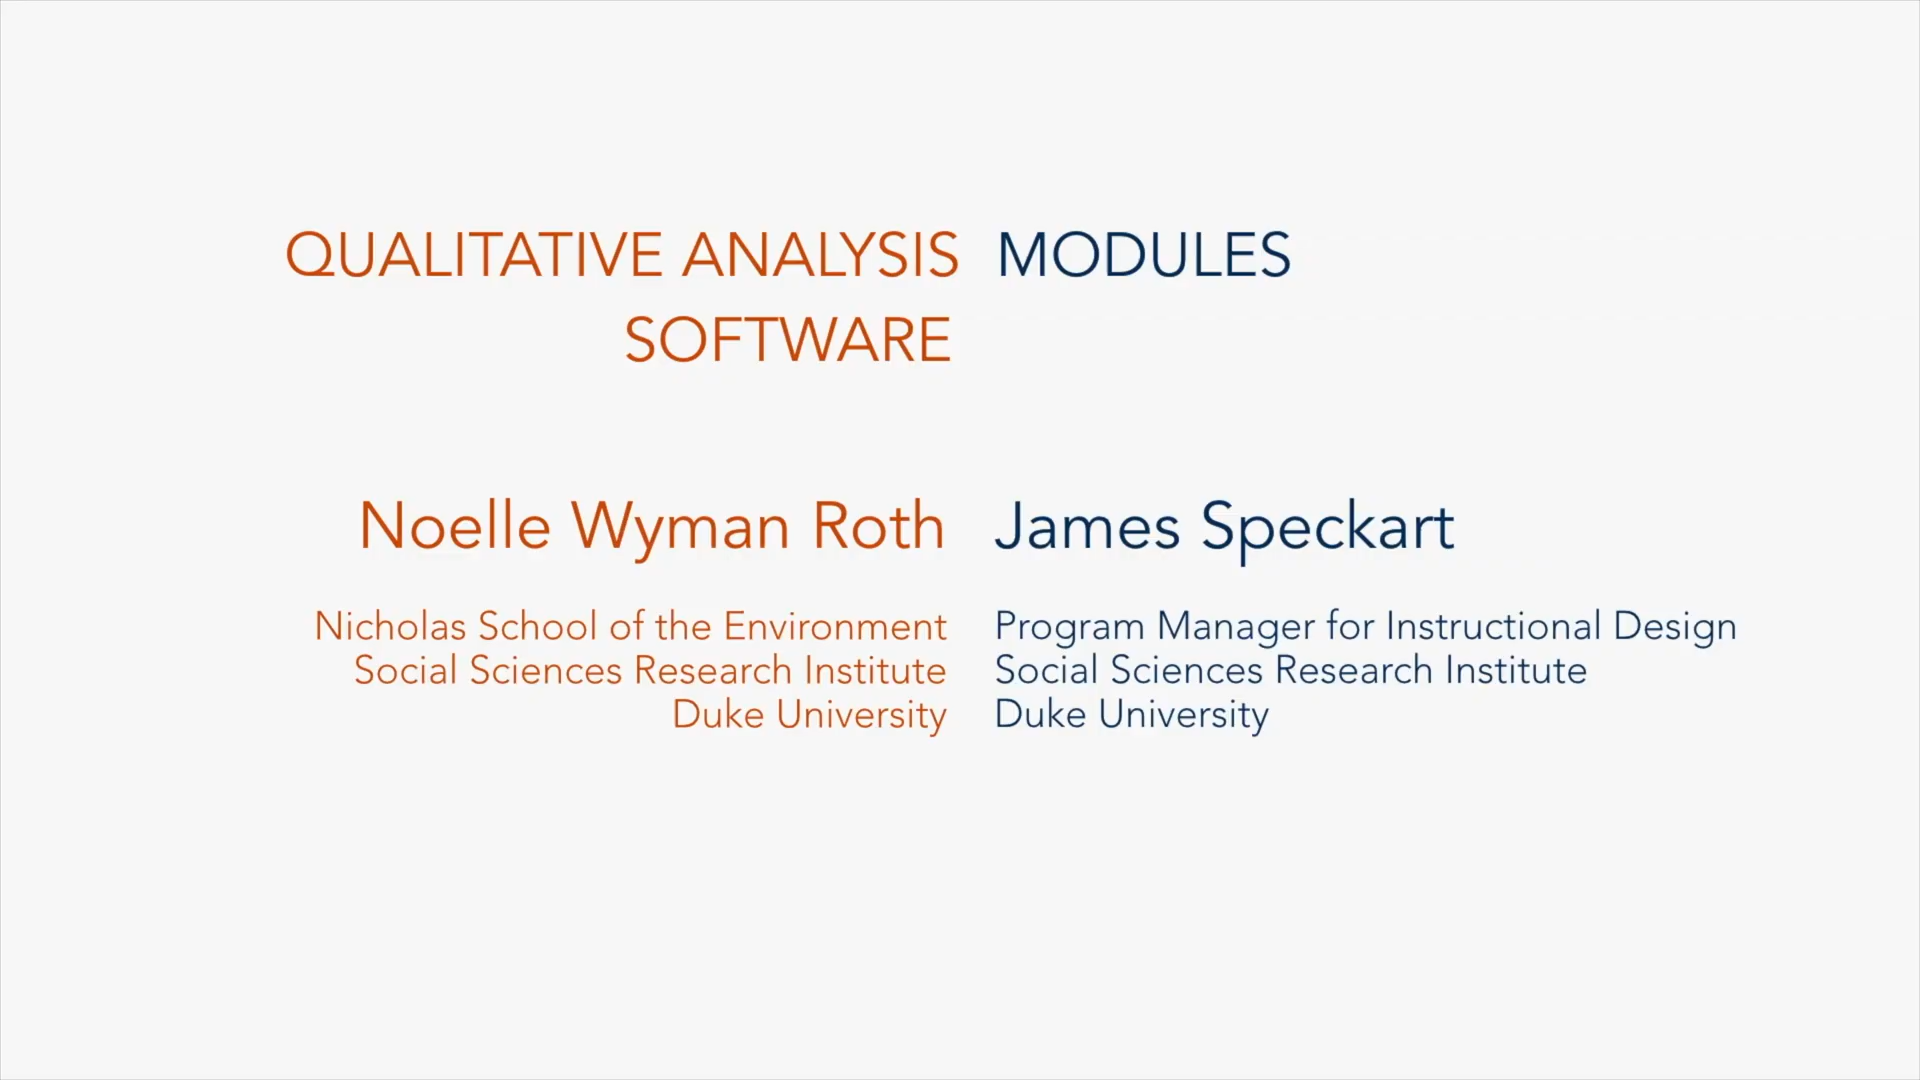 QUALITATIVE ANALYSIS MODULES
SOFTWARE
Noelle Wyman Roth
Nicholas School of the Environment
Social Sciences Research Institute
Duke University
James Speckart
Program Manager for Instructional Design
Social Sciences Research Institute
Duke University